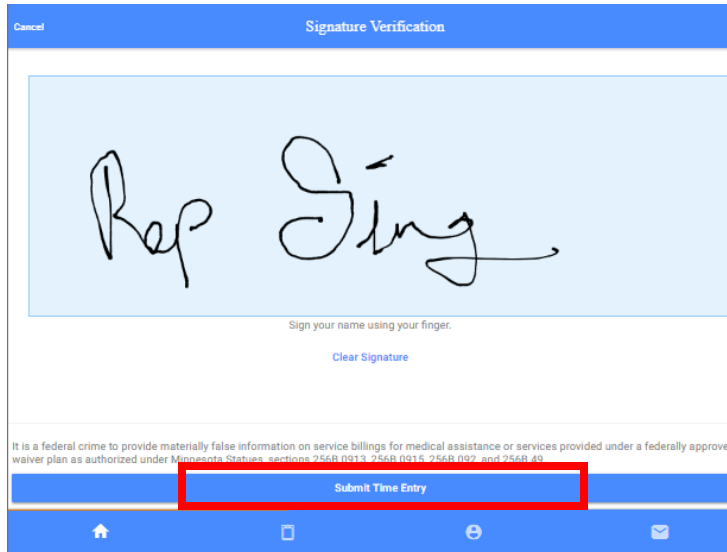 Cancel Signature Verification
Rep Sing
Sign your name using your finger.
Clear Signature
It is a federal crime to provide materially false information on service billings for medical assistance or services provided under a federally approve
waiver plan as authorized under Minnesota Statues, sections 256B.0913, 256B.0915, 256B.092, and 256B.49
Submit Time Entry